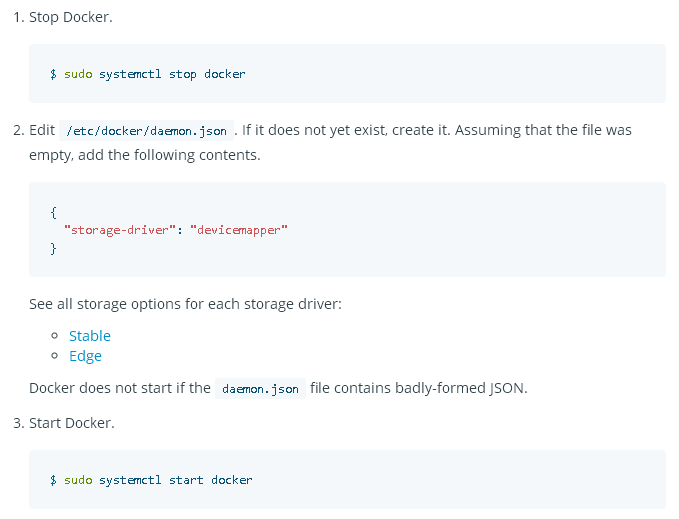 1. Stop Docker.
$ sudo systemctl stop docker
2. Edit /etc/docker/daemon.json . If it does not yet exist, create it. Assuming that the file was
empty, add the following contents.
{
"storage-driver": "devicemapper"
}
See all storage options for each storage driver:
Stable
Edge
Docker does not start if the daemon.json file contains badly-formed JSON.
3. Start Docker.
$ sudo systemctl start docker